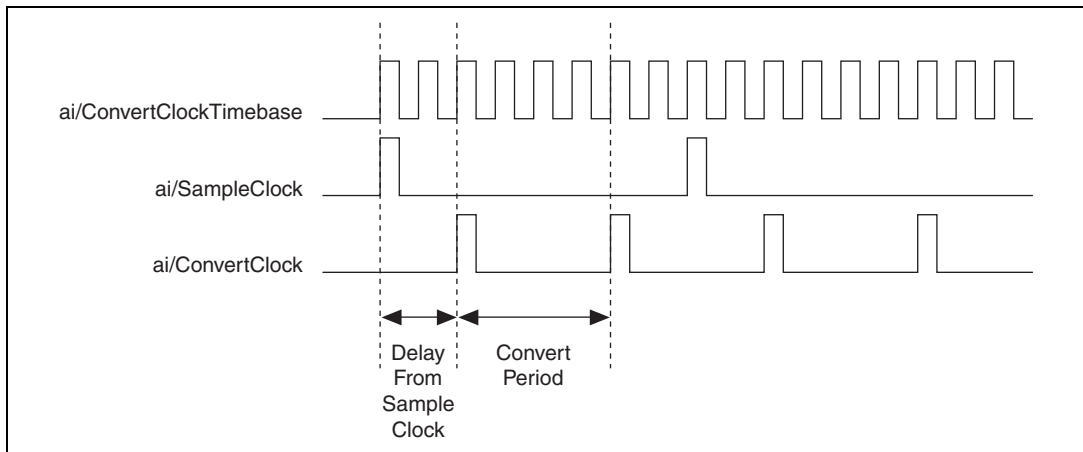 ai/ConvertClockTimebase
ai/SampleClock
ai/ConvertClock
Delay
From
Sample
Clock
Convert
Period